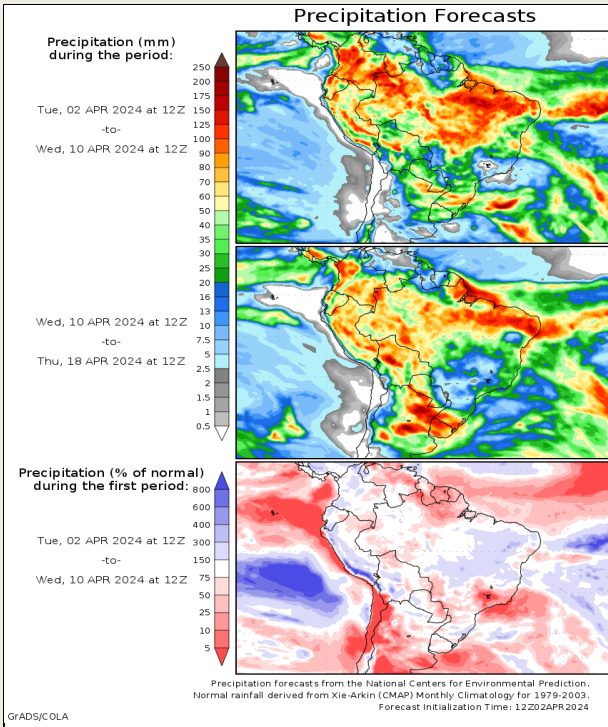 Precipitation Forecasts
Precipitation (mm)
during the period:
250
200
175
150
125
100
90
80
70
60
50
40
35
30
25
20
16
13
10
7.5
5
2.5
2
1.5
1
0.5
Tue, 02 APR 2024 at 12Z
-to-
Wed, 10 APR 2024 at 12Z
Wed, 10 APR 2024 at 12Z
-to-
Thu, 18 APR 2024 at 12Z
Precipitation (% of normal)
during the first period:
800
600
400
300
150
75
50
25
10
5
Tue, 02 APR 2024 at 12Z
-to-
Wed, 10 APR 2024 at 12Z
Precipitation forecasts from the National Centers for Environmental Prediction.
Normal rainfall derived from Xie-Arkin (CMAP) Monthly Climatology for 1979-2003.
Forecast Initialization Time: 12Z02APR2024
GrADS/COLA